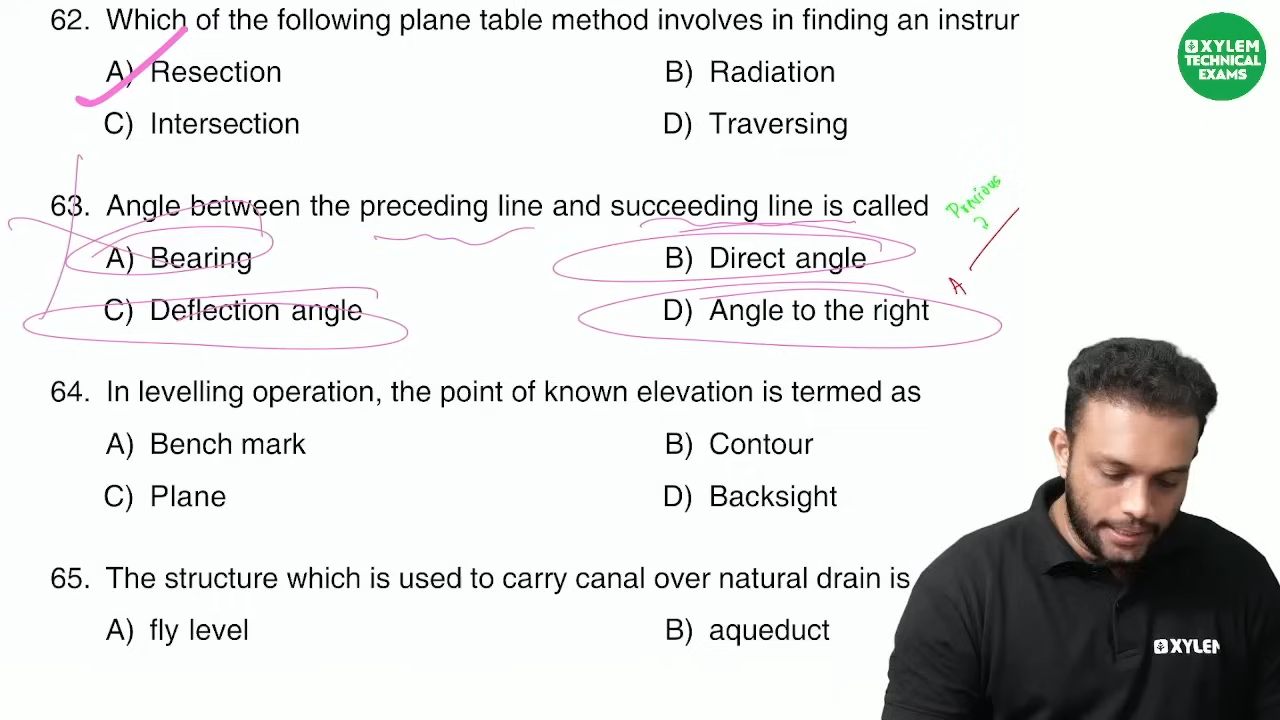 62. Which of the following plane table method involves in finding an instrur
A) Resection
B) Radiation
C) Intersection
D) Traversing
63. Angle between the preceding line and succeeding line is called
A) Bearing
B) Direct angle
C) Deflection angle
D) Angle to the right
Previous
A
64. In levelling operation, the point of known elevation is termed as
A) Bench mark
B) Contour
C) Plane
D) Backsight
65. The structure which is used to carry canal over natural drain is
A) fly level
B) aqueduct
XYLEM
TECHNICAL
EXAMS
XYLEM